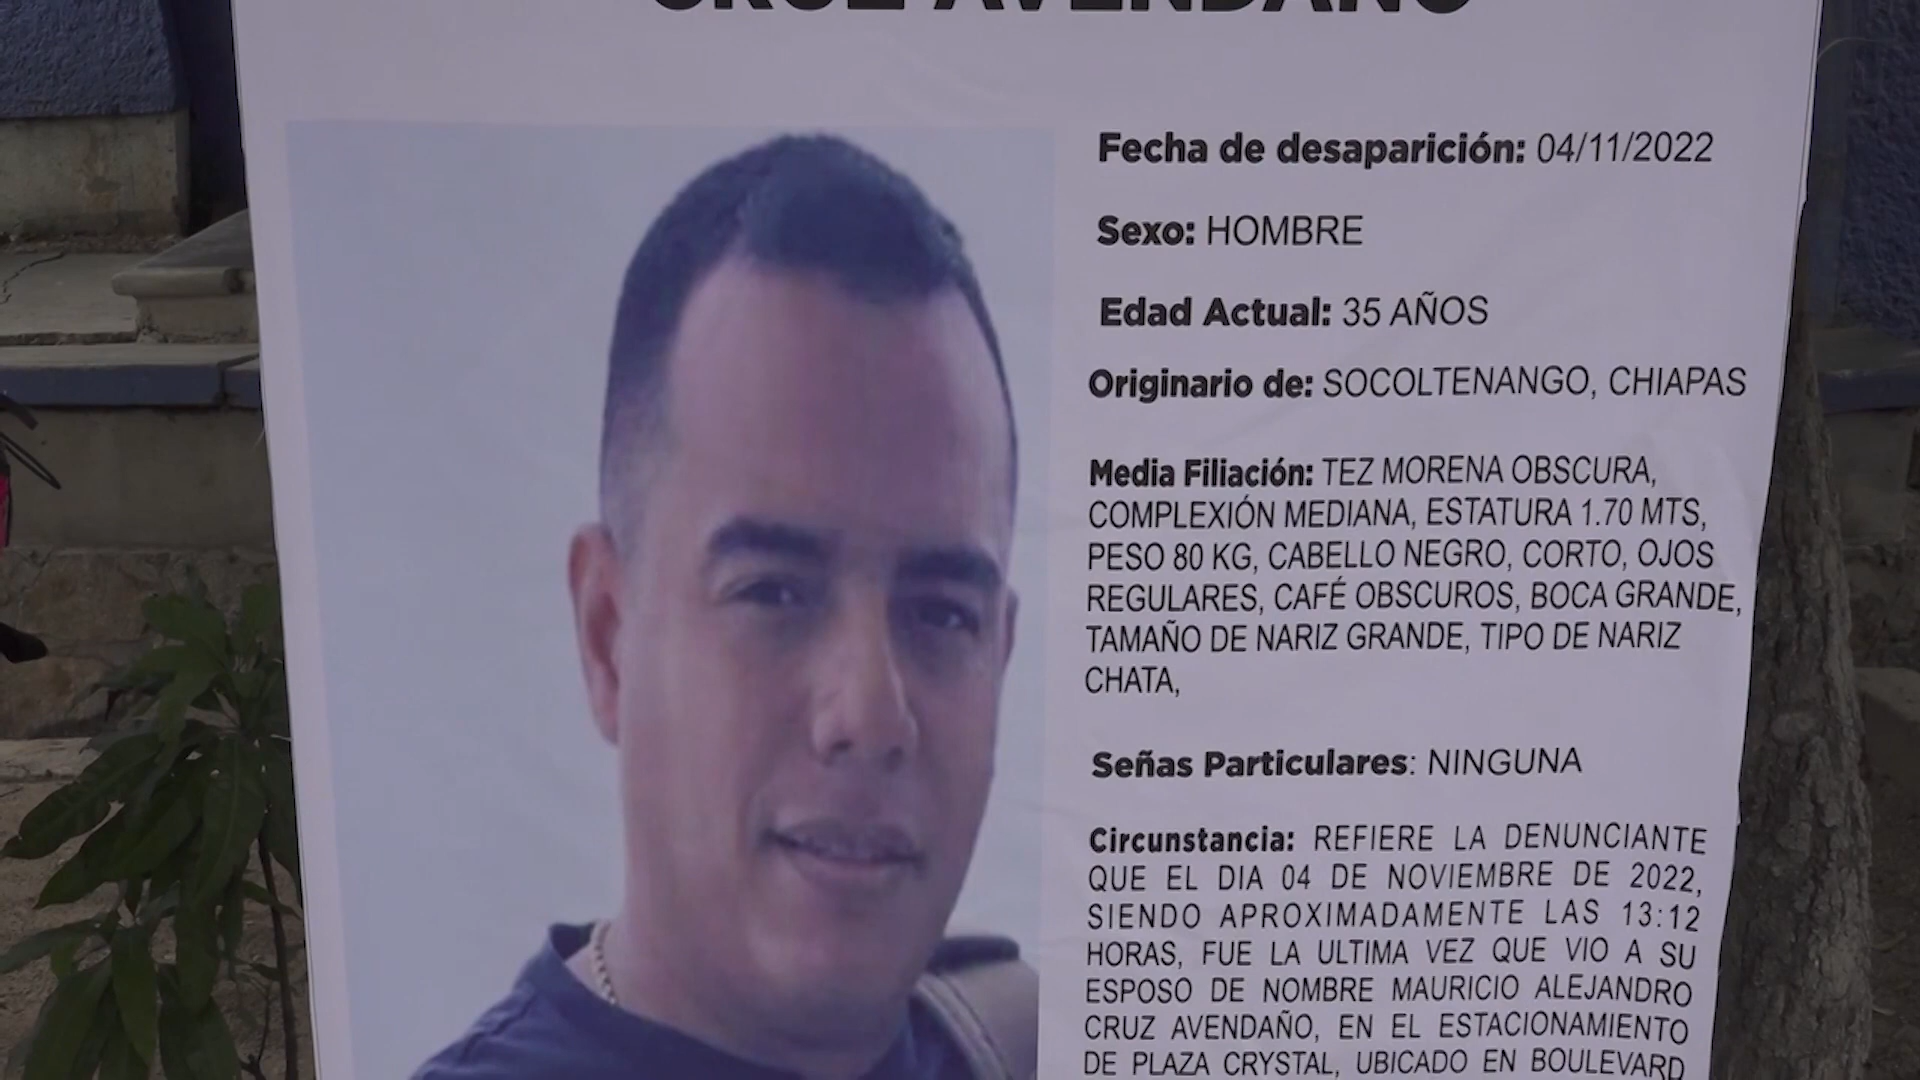 CRUZ AVENDAÑO
Fecha de desaparición: 04/11/2022
Sexo: HOMBRE
Edad Actual: 35 AÑOS
Originario de: SOCOLTENANGO, CHIAPAS
Media Filiación: TEZ MORENA OBSCURA,
COMPLEXIÓN MEDIANA, ESTATURA 1.70 MTS,
PESO 80 KG, CABELLO NEGRO, CORTO, OJOS
REGULARES, CAFÉ OBSCUROS, BOCA GRANDE,
TAMAÑO DE NARIZ GRANDE, TIPO DE NARIZ
CHATA,
Señas Particulares: NINGUNA
Circunstancia: REFIERE LA DENUNCIANTE
QUE EL DIA 04 DE NOVIEMBRE DE 2022,
SIENDO APROXIMADAMENTE LAS 13:12
HORAS, FUE LA ULTIMA VEZ QUE VIO A SU
ESPOSO DE NOMBRE MAURICIO ALEJANDRO
CRUZ AVENDAÑO, EN EL ESTACIONAMIENTO
DE PLAZA CRYSTAL, UBICADO EN BOULEVARD